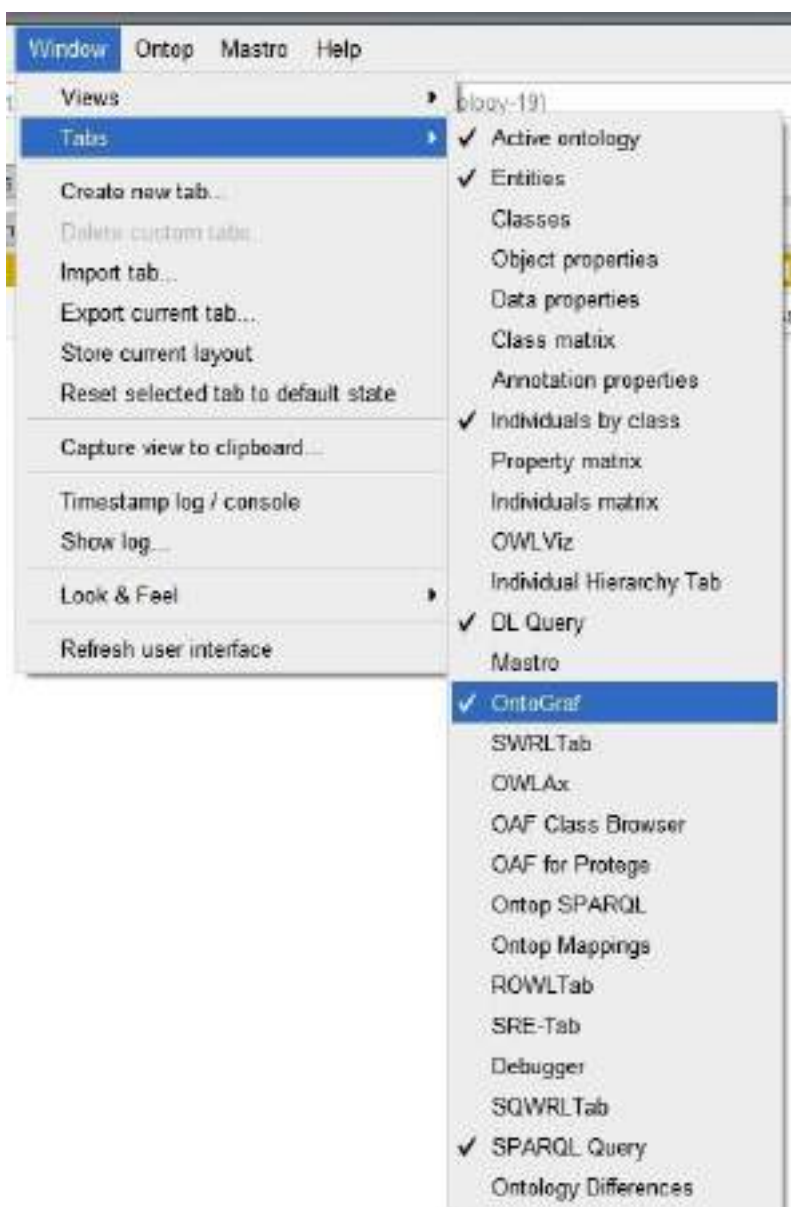 Window Ontop Mastro Help
Views
ology-191
Tabs
Create new tab...
Delete custom tabs...
Import tab...
Export current tab...
Store current layout
Reset selected tab to default state
Capture view to clipboard...
Timestamp log / console
Show log...
Look & Feel
Refresh user interface
Active ontology
Entities
Classes
Object properties
Data properties
Class matrix
Annotation properties
Individuals by class
Property matrix
Individuals matrix
OWLViz
Individual Hierarchy Tab
DL Query
Mastro
OntoGraf
SWRLTab
OWLAx
OAF Class Browser
OAF for Protege
Ontop SPARQL
Ontop Mappings
ROWLTab
SRE-Tab
Debugger
SQWRLTab
SPARQL Query
Ontology Differences